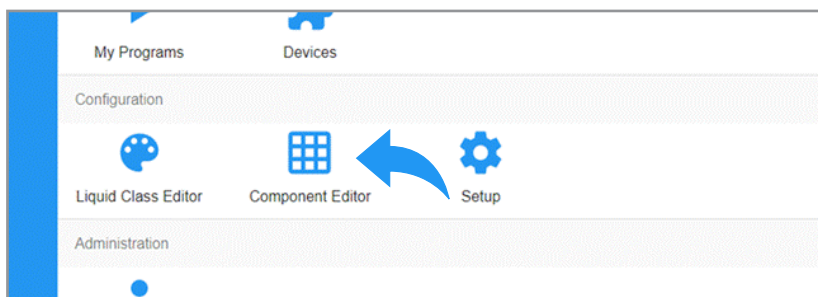 My Programs Devices
Configuration
Liquid Class Editor Component Editor Setup
Administration